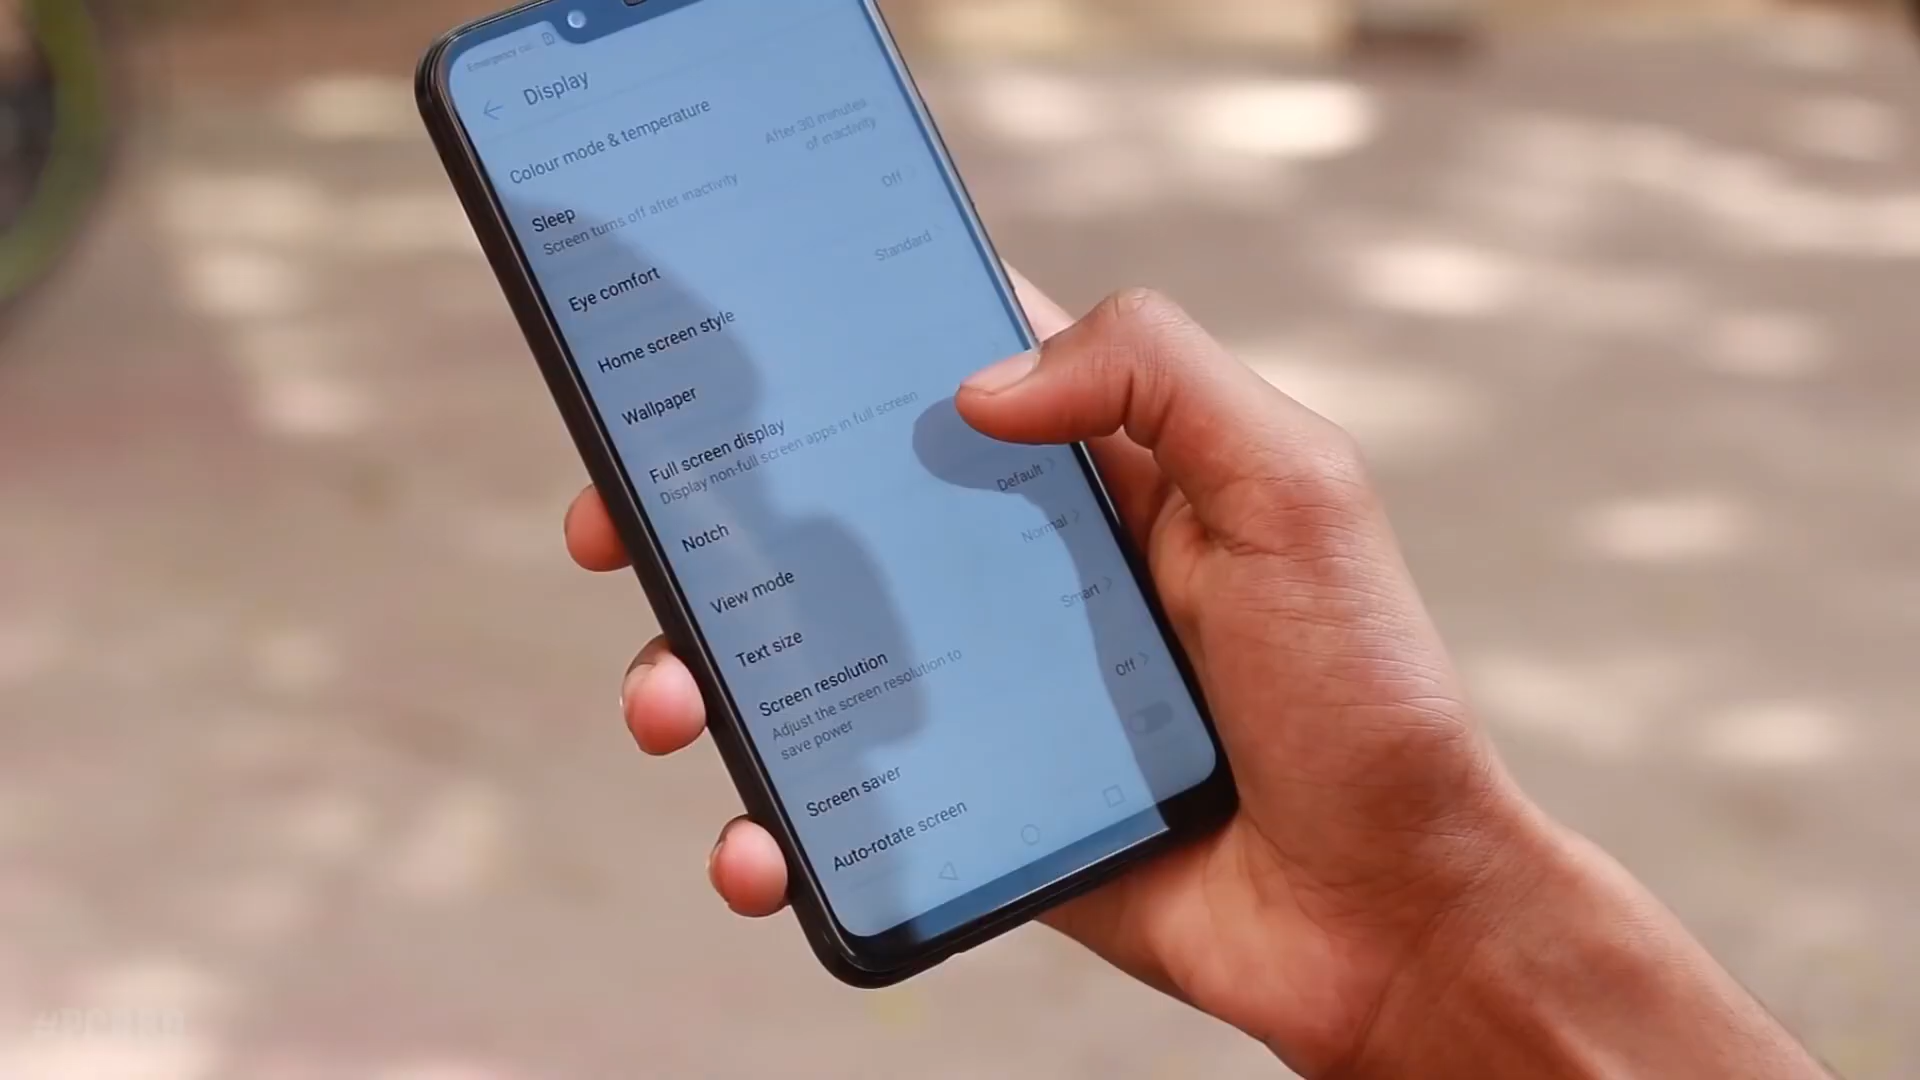 Emergency
Display
Colour mode & temperature
Sleep
Screen turns off after inactivity
After 30 minutes
of inactivity
Eye comfort
Off
Home screen style
Standard
Wallpaper
Full screen display
Display non-full screen apps in full screen
Notch
Default
View mode
Normal
Text size
Screen resolution
Smart
Adjust the screen resolution to
save power
Screen saver
Off
Auto-rotate screen